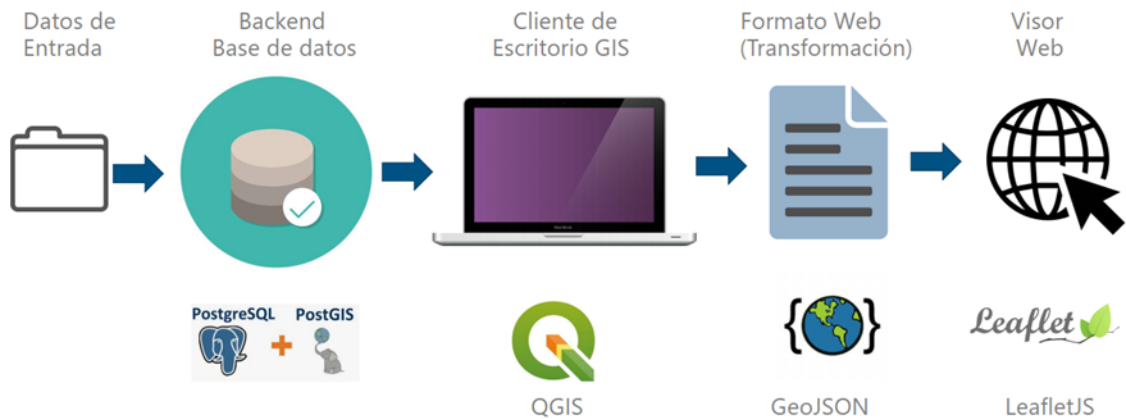 Datos de
Entrada
Backend
Base de datos
Cliente de
Escritorio GIS
Formato Web
(Transformación)
Visor
Web
PostgreSQL
PostGIS
+
{ }
Leaflet
QGIS
GeoJSON
LeafletJS